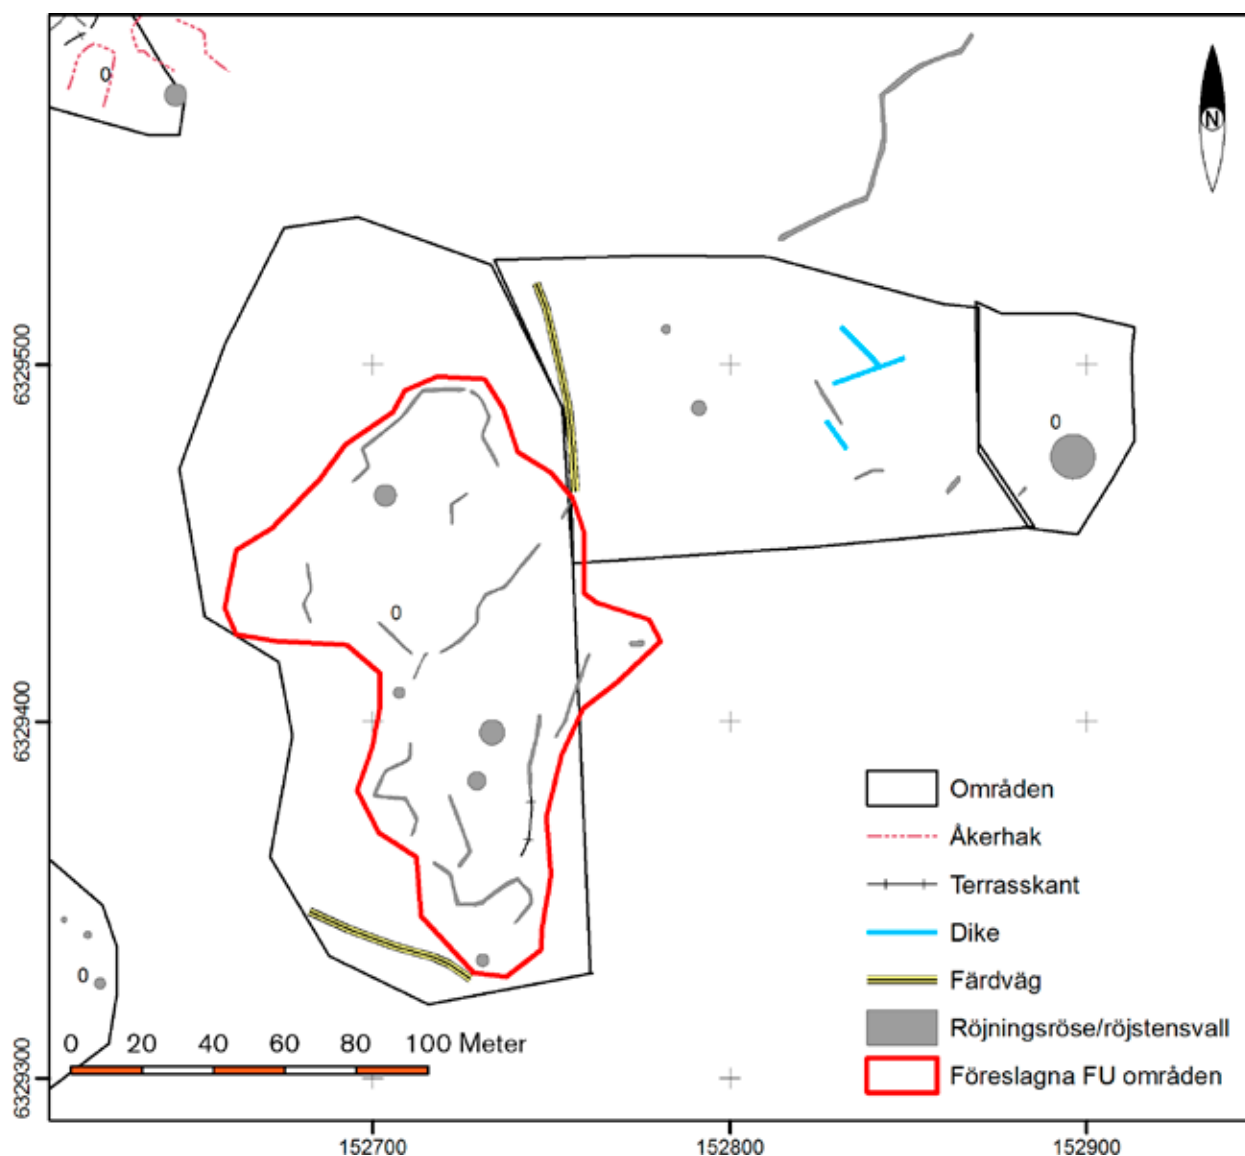 0
N
6329500
0
0
6329400
Områden
Åkerhak
Terrasskant
Dike
0
Färdväg
Röjningsröse/röjstensvall
0 20 40 60 80 100 Meter
Föreslagna FU områden
6329300
152700 152800 152900